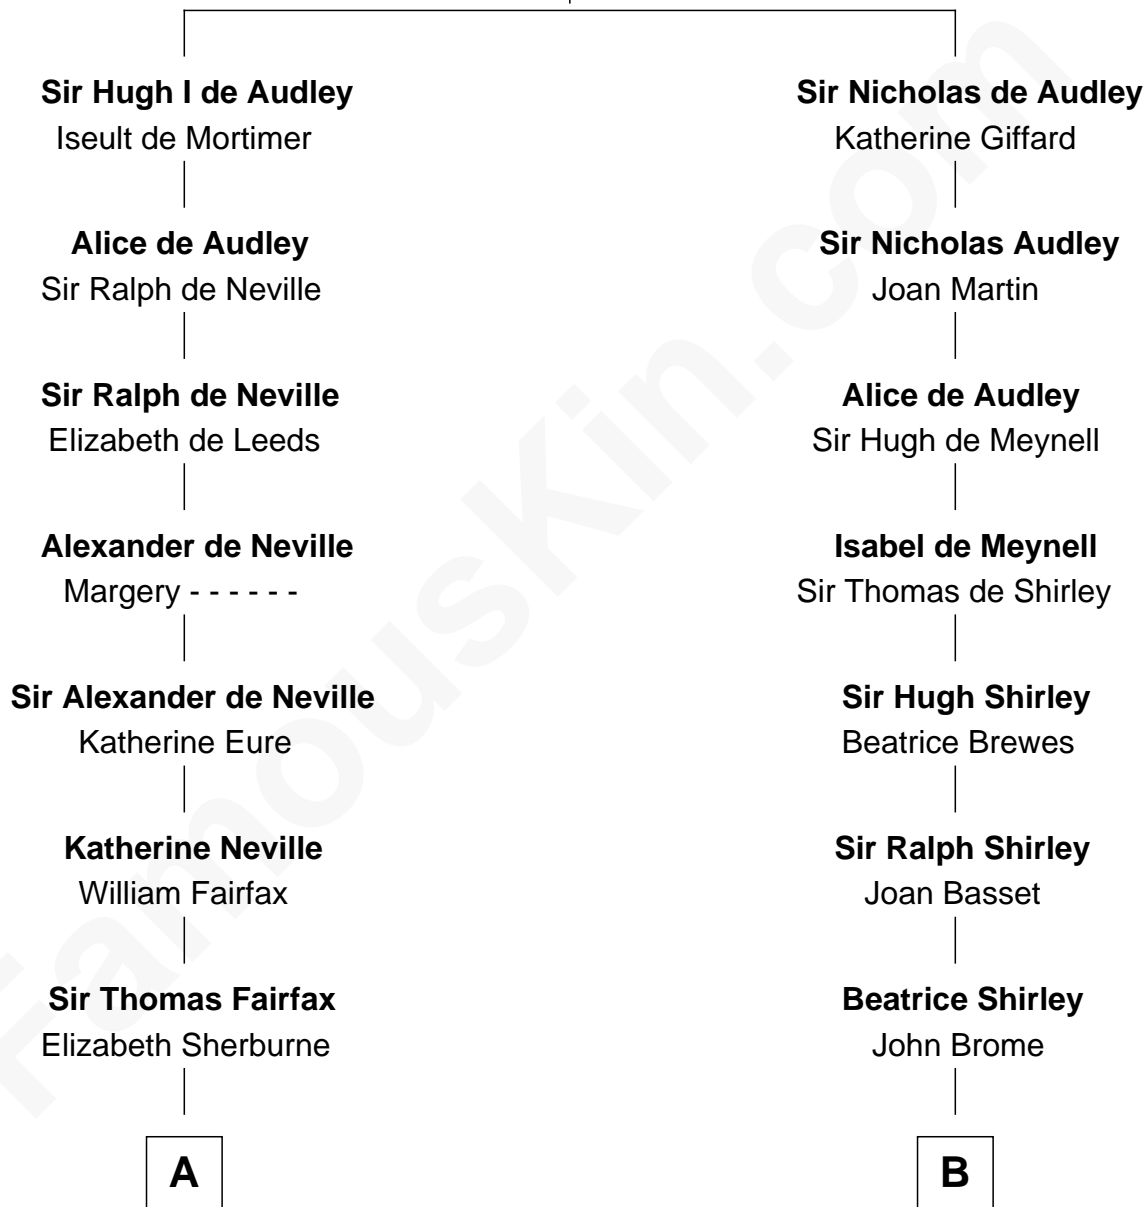 Sir Hugh I de Audley
Iseult de Mortimer
Alice de Audley
Sir Ralph de Neville
Sir Ralph de Neville
Elizabeth de Leeds
Alexander de Neville
Margery - - - - - -
Sir Alexander de Neville
Katherine Eure
Katherine Neville
William Fairfax
Sir Thomas Fairfax
Elizabeth Sherburne
A
Sir Nicholas de Audley
Katherine Giffard
Sir Nicholas Audley
Joan Martin
Alice de Audley
Sir Hugh de Meynell
Isabel de Meynell
Sir Thomas de Shirley
Sir Hugh Shirley
Beatrice Brewes
Sir Ralph Shirley
Joan Basset
Beatrice Shirley
John Brome
B
FamousKin.com